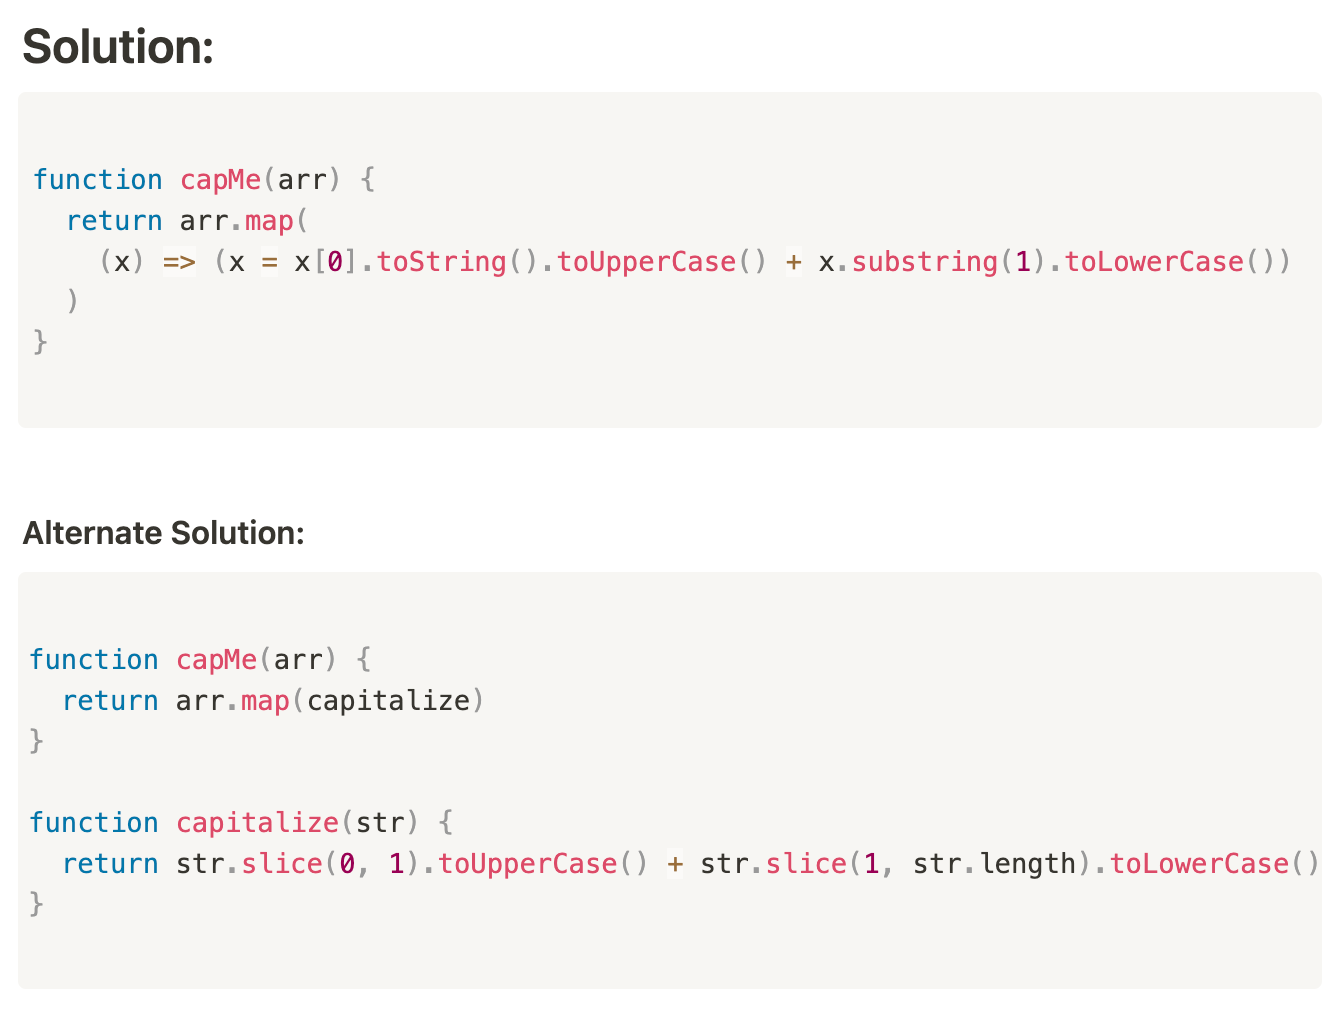 Solution:
function capMe(arr) {
  return arr.map(
    (x) => (x = x[0].toString().toUpperCase() + x.substring(1).toLowerCase())
  )
}
Alternate Solution:
function capMe(arr) {
  return arr.map(capitalize)
}
function capitalize(str) {
  return str.slice(0, 1).toUpperCase() + str.slice(1, str.length).toLowerCase()
}